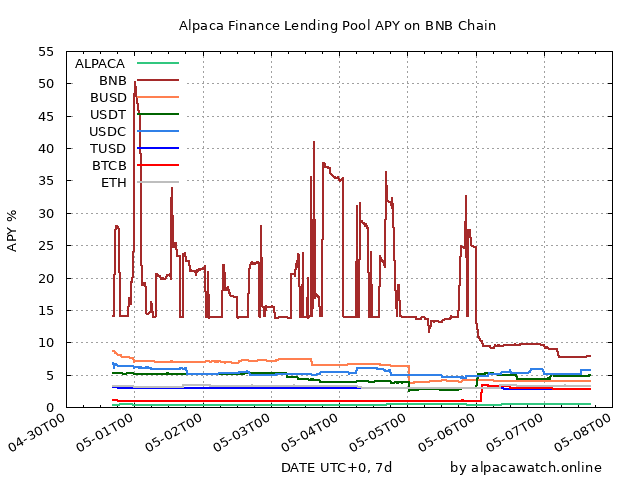 Alpaca Finance Lending Pool APY on BNB Chain
55
50
45
40
35
30
25
20
15
10
5
0
APY %
ALPACA
BNB
BUSD
USDT
USDC
TUSD
BTCB
ETH
04-30T00
05-01T00
05-02T00
05-03T00
05-04T00
05-05T00
05-06T00
05-07T00
05-08T00
DATE UTC+0, 7d
by alpacawatch.online